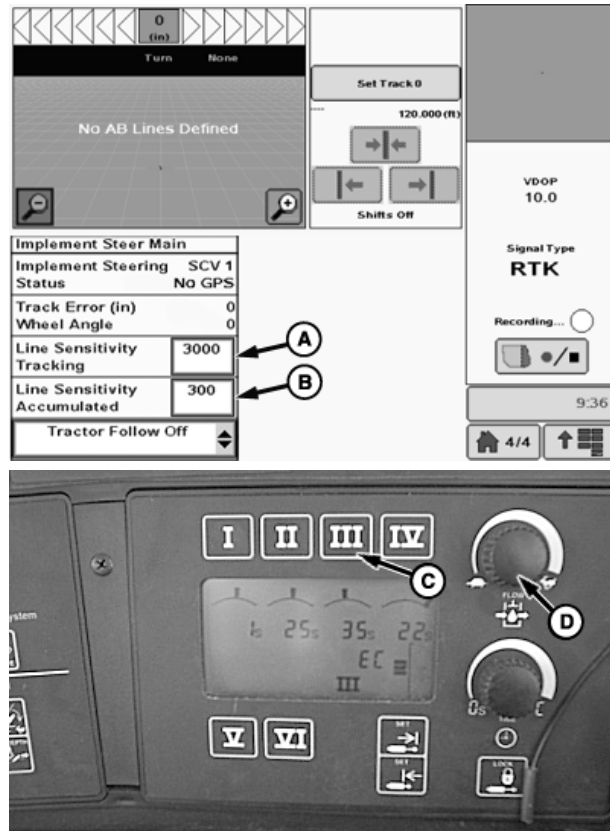 0
(in)
Turn None
No AB Lines Defined
Set Track 0
120.000 (ft)
Shifts Off
VDOP
10.0
Signal Type
RTK
Recording...
9:36
4/4
Implement Steer Main
Implement Steering SCV 1
Status No GPS
Track Error (in) 0
Wheel Angle 0
Line Sensitivity
Tracking
3000
A
Line Sensitivity
Accumulated
300
B
Tractor Follow Off
I II III IV
C
D
FLOW
1s 25s 35s 22s
EC
III
ystem
DEPTH
V VI
SET
SET
0s E
LOCK